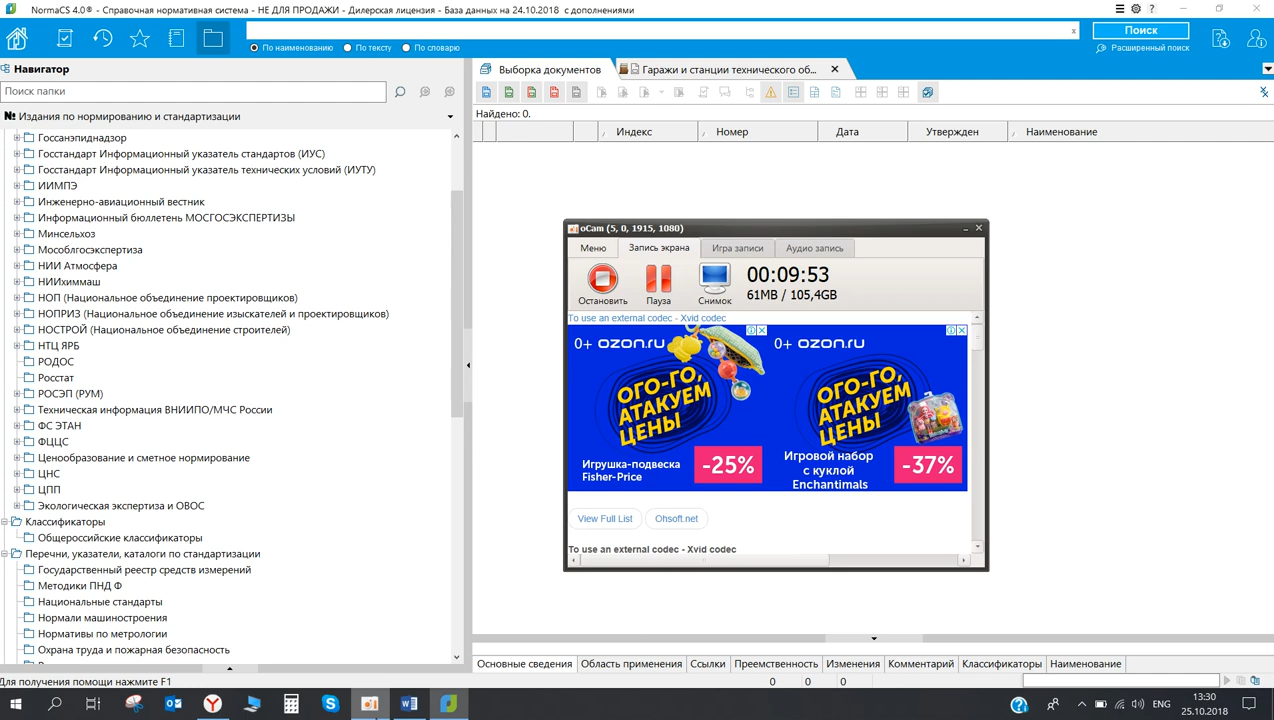 NormaCS 4.0® - Справочная нормативная система - НЕ ДЛЯ ПРОДАЖИ - Дилерская лицензия - База данных на 24.10.2018 с дополнениями
Поиск
По наименованию
По тексту
По словарю
Расширенный поиск
Навигатор
Поиск папки
Издания по нормированию и стандартизации
Госсанэпиднадзор
Госстандарт Информационный указатель стандартов (ИУС)
Госстандарт Информационный указатель технических условий (ИУТУ)
ИИМПЭ
Инженерно-авиационный вестник
Информационный бюллетень МОСГОСЭКСПЕРТИЗЫ
Минсельхоз
Мособлгосэкспертиза
НИИ Атмосфера
НИИхиммаш
НОП (Национальное объединение проектировщиков)
НОПРИЗ (Национальное объединение изыскателей и проектировщиков)
НОСТРОЙ (Национальное объединение строителей)
НТЦ ЯРБ
РОДОС
Росстат
РОСЭП (РУМ)
Техническая информация ВНИИПО/МЧС России
ФС ЭТАН
ФЦЦС
Ценообразование и сметное нормирование
ЦНС
ЦПП
Экологическая экспертиза и ОВОС
Классификаторы
Общероссийские классификаторы
Перечни, указатели, каталоги по стандартизации
Государственный реестр средств измерений
Методики ПНД Ф
Национальные стандарты
Нормали машиностроения
Нормативы по метрологии
Охрана труда и пожарная безопасность
Для получения помощи нажмите F1
Выборка документов
Гаражи и станции технического об...
Найдено: 0.
Индекс Номер Дата Утвержден Наименование
oCam (5, 0, 1915, 1080)
Меню Запись экрана Игра записи Аудио запись
Остановить Пауза Снимок
00:09:53
61MB / 105,4GB
To use an external codec - Xvid codec
0+ ozon.ru
ОГО-ГО,
АТАКУЕМ
ЦЕНЫ
Игрушка-подвеска
Fisher-Price
-25%
0+ ozon.ru
ОГО-ГО,
АТАКУЕМ
ЦЕНЫ
Игровой набор
с куклой
Enchantimals
-37%
View Full List Ohsoft.net
To use an external codec - Xvid codec
Основные сведения Область применения Ссылки Преемственность Изменения Комментарий Классификаторы Наименование
0 0 0
ENG
13:30
25.10.2018